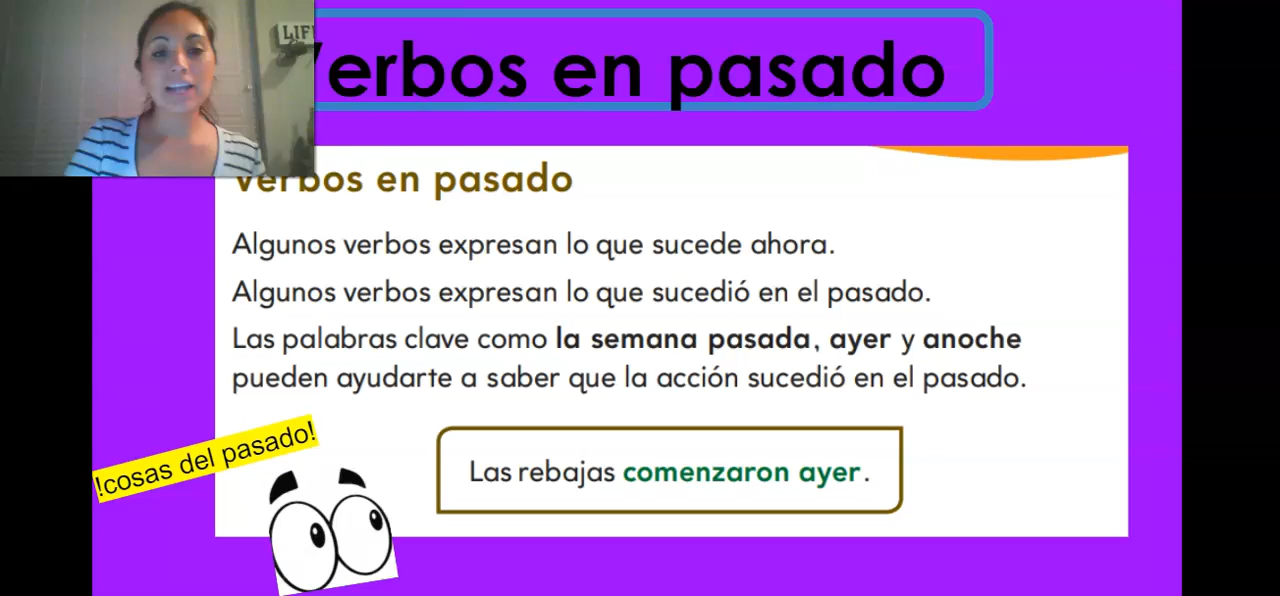 LIF
Verbos en pasado
Verbos en pasado
Algunos verbos expresan lo que sucede ahora.
Algunos verbos expresan lo que sucedió en el pasado.
Las palabras clave como la semana pasada, ayer y anoche
pueden ayudarte a saber que la acción sucedió en el pasado.
!cosas del pasado!
Las rebajas comenzaron ayer.